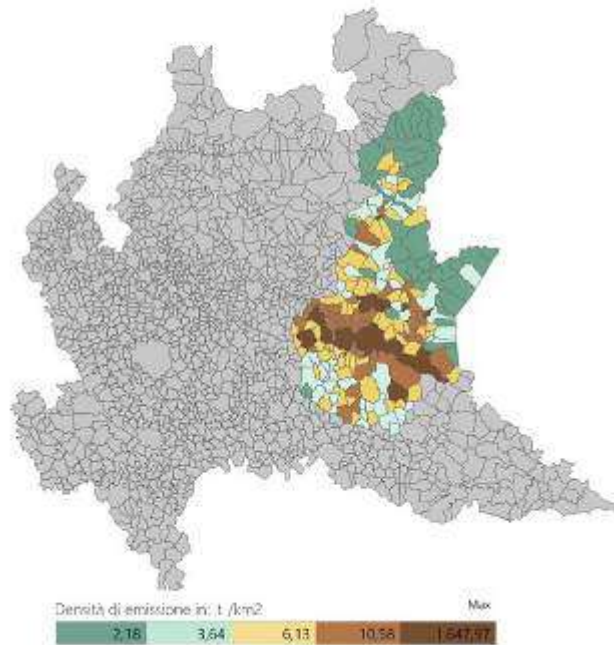 Densità di emissione in: t /km2 Max
2,18 3,64 6,13 10,58 1.647,97